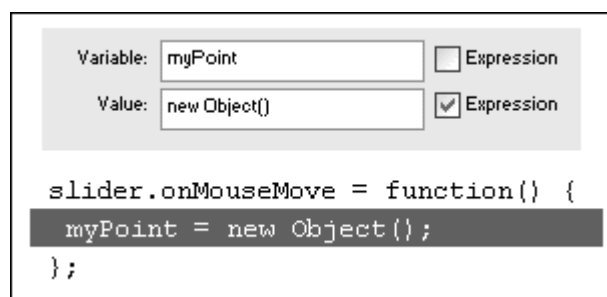 Variable: myPoint Expression
Value: new Object() Expression
slider.onMouseMove = function() {
myPoint = new Object();
};